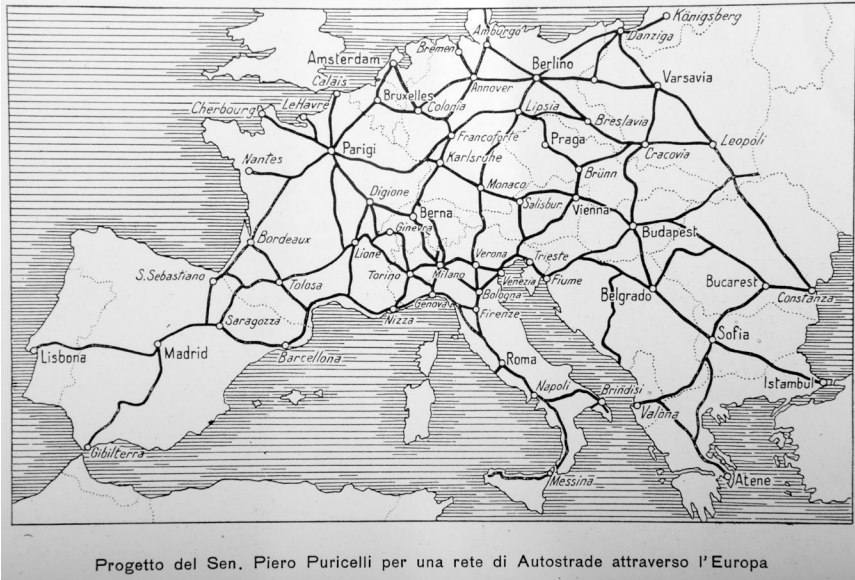 Königsberg
Amburgo
Danziga
Bremen
Amsterdam
Berlino
Calais
Varsavia
Annover
Bruxelles
Cherbourg
LeHavre
Colonia
Lipsia
Breslavia
Francoforte
Parigi
Praga
Leopoli
Cracovia
Nantes
Karlsruhe
Brünn
Monaco
Digione
Salisbur.
Vienna
Berna
Ginevra
Budapest
Bordeaux
Lione
Verona
Trieste
S. Sebastiano
Torino
Milano
Tolosa
Venezia
Fiume
Bucarest
Belgrado
Bologna
Constanza
Genova
Nizza
Firenze
Saragozza
Sofia
Lisbona
Madrid
Barcellona
Roma
Istambul
Napoli
Brindisi
Valona
Gibilterra
Messina
Atene
Progetto del Sen. Piero Puricelli per una rete di Autostrade attraverso l'Europa